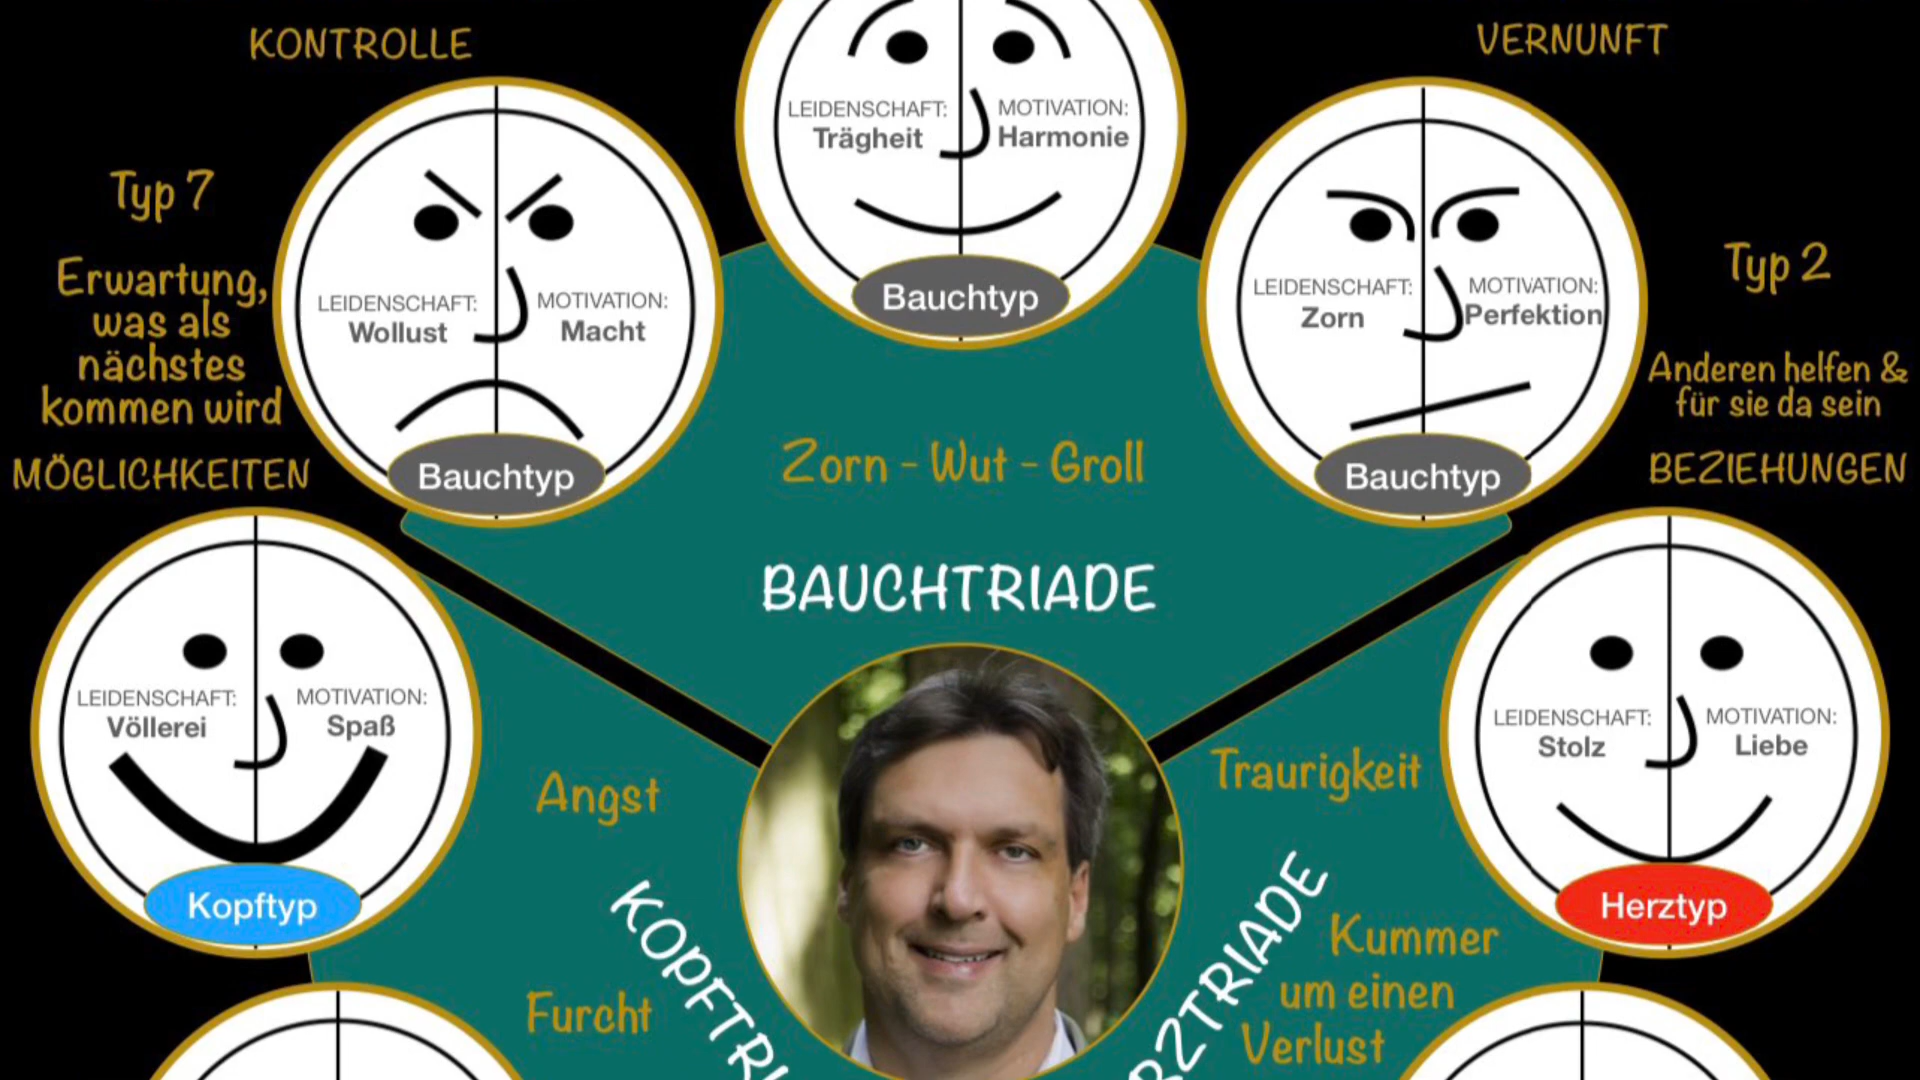 KONTROLLE
VERNUNFT
LEIDENSCHAFT:
Trägheit
MOTIVATION:
Harmonie
Bauchtyp
Typ 7
Erwartung,
was als
nächstes
kommen wird
MÖGLICHKEITEN
LEIDENSCHAFT:
Wollust
MOTIVATION:
Macht
Bauchtyp
LEIDENSCHAFT:
Zorn
MOTIVATION:
Perfektion
Bauchtyp
Typ 2
Anderen helfen &
für sie da sein
BEZIEHUNGEN
Zorn - Wut - Groll
BAUCHTRIADE
LEIDENSCHAFT:
Völlerei
MOTIVATION:
Spaß
Kopftyp
Angst
Furcht
KOPFTRI
Traurigkeit
RZTRIADE
Kummer
um einen
Verlust
LEIDENSCHAFT:
Stolz
MOTIVATION:
Liebe
Herztyp